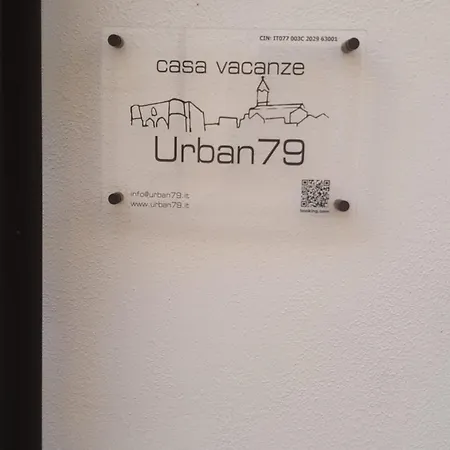 CIN: IT077 003C 2029 63001
casa vacanze
Urban79
info@urban79.it
www.urban79.it
booking.com